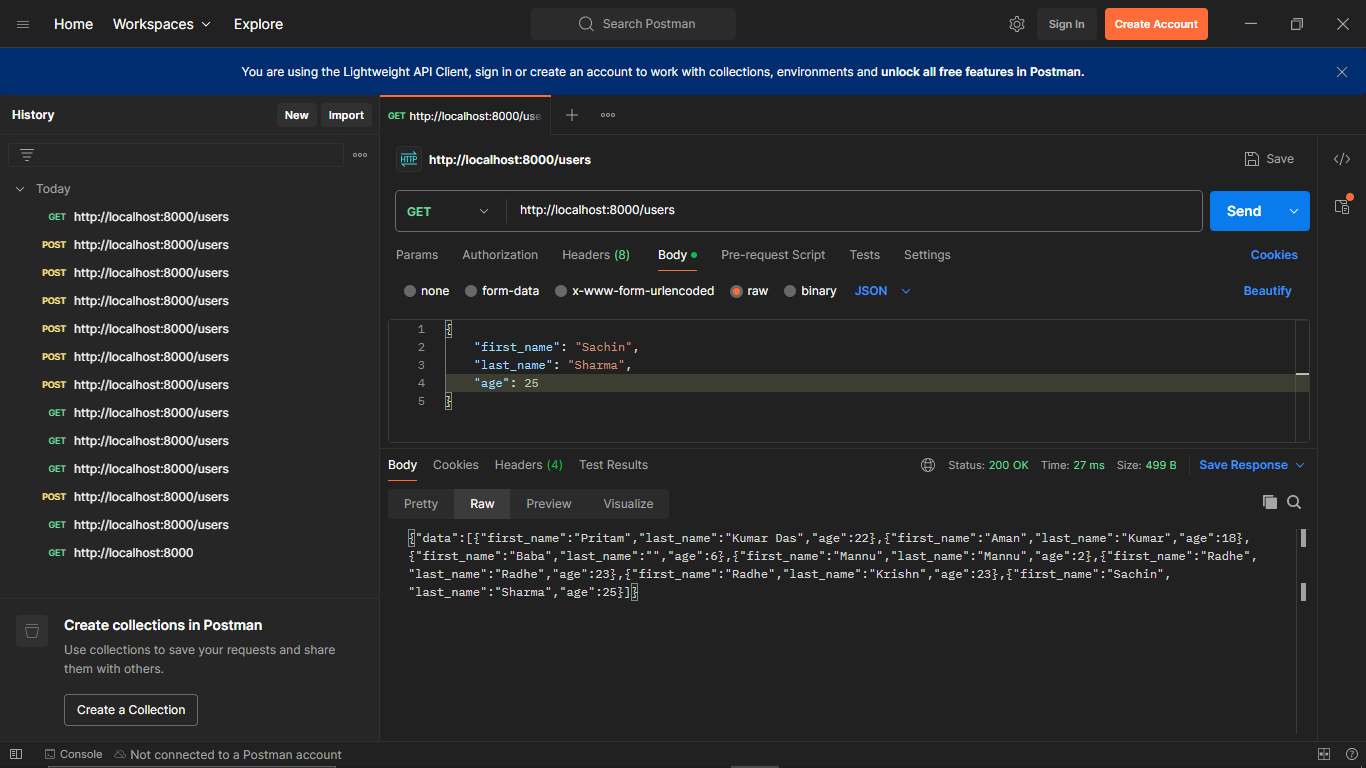 Home Workspaces Explore Search Postman Sign In Create Account
You are using the Lightweight API Client, sign in or create an account to work with collections, environments and unlock all free features in Postman.
History New Import
GET http://localhost:8000/use
HTTP http://localhost:8000/users Save
Today
GET http://localhost:8000/users
POST http://localhost:8000/users
POST http://localhost:8000/users
POST http://localhost:8000/users
POST http://localhost:8000/users
POST http://localhost:8000/users
POST http://localhost:8000/users
GET http://localhost:8000/users
GET http://localhost:8000/users
GET http://localhost:8000/users
POST http://localhost:8000/users
GET http://localhost:8000/users
GET http://localhost:8000
Create collections in Postman
Use collections to save your requests and share
them with others.
Create a Collection
GET http://localhost:8000/users Send
Params Authorization Headers (8) Body Pre-request Script Tests Settings Cookies
none form-data x-www-form-urlencoded raw binary JSON Beautify
1 {
2 "first_name": "Sachin",
3 "last_name": "Sharma",
4 "age": 25
5 }
Body Cookies Headers (4) Test Results Status: 200 OK Time: 27 ms Size: 499 B Save Response
Pretty Raw Preview Visualize
{"data":[{"first_name":"Pritam","last_name":"Kumar Das","age":22},{"first_name":"Aman","last_name":"Kumar","age":18},
{"first_name":"Baba","last_name":"","age":6},{"first_name":"Mannu","last_name":"Mannu","age":2},{"first_name":"Radhe",
"last_name":"Radhe","age":23},{"first_name":"Radhe","last_name":"Krishn","age":23},{"first_name":"Sachin",
"last_name":"Sharma","age":25}]}
Console Not connected to a Postman account